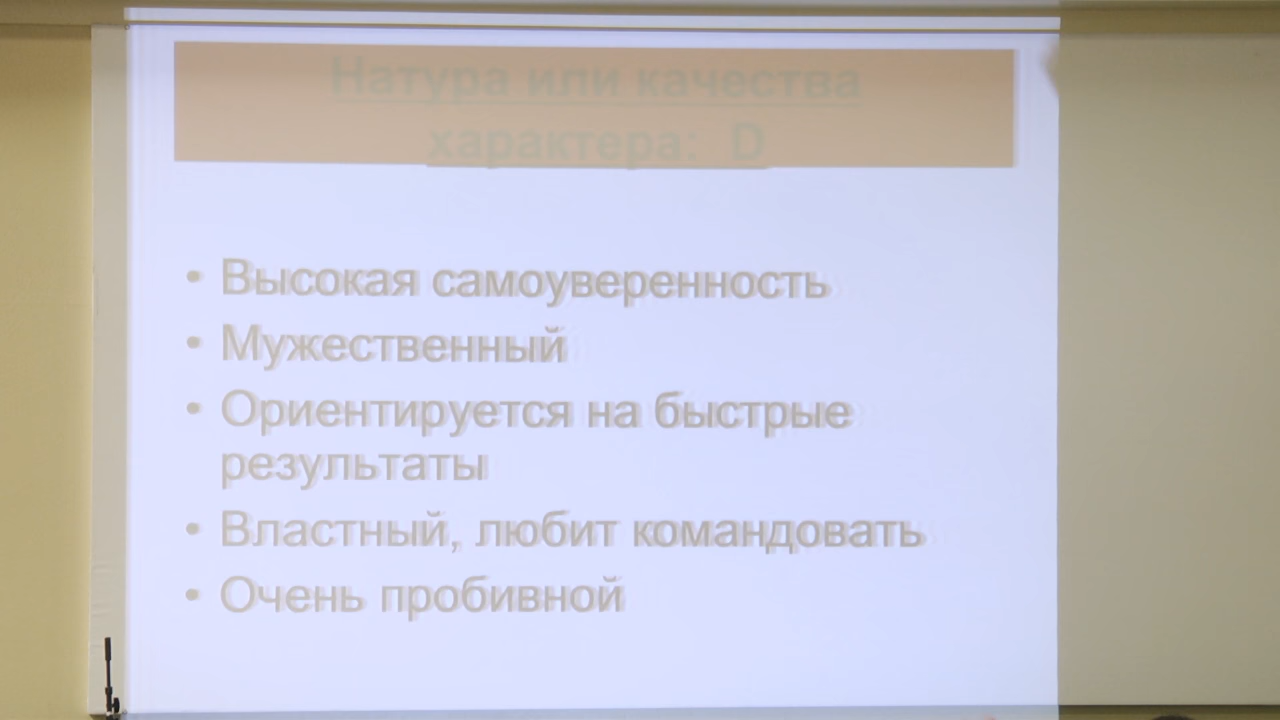 Натура или качества
характера: D
• Высокая самоуверенность
• Мужественный
• Ориентируется на быстрые
результаты
• Властный, любит командовать
• Очень пробивной